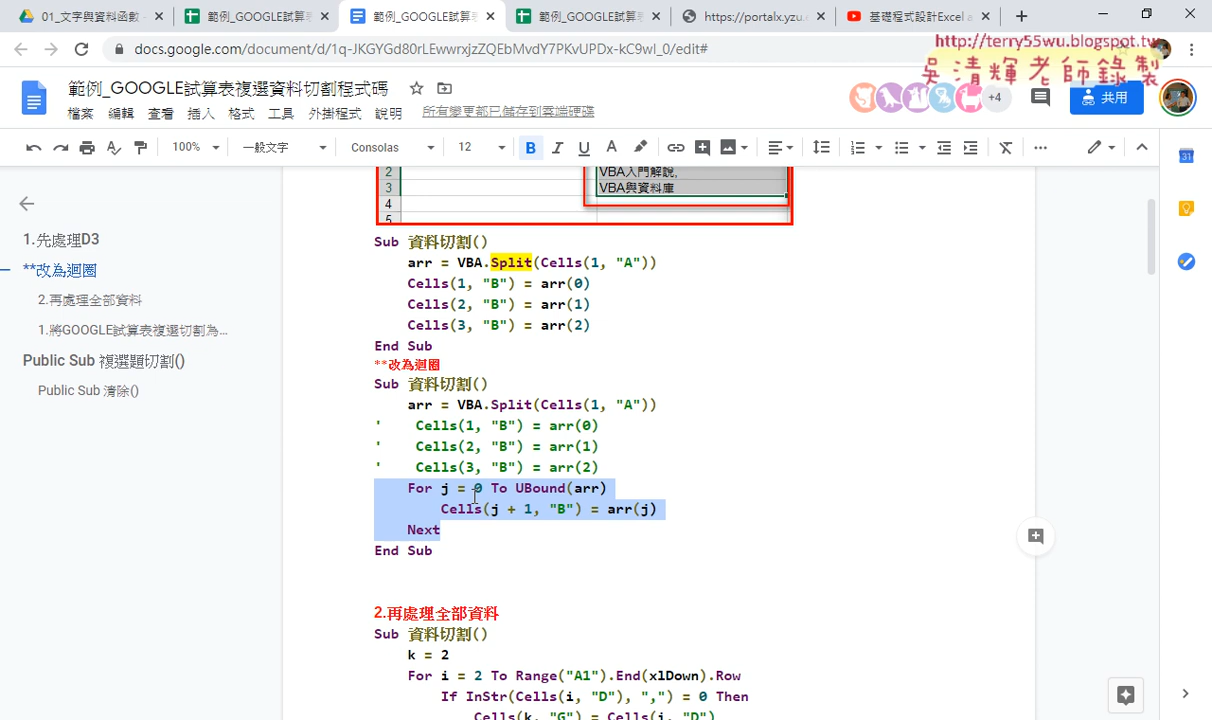 01_文字與資料函數 -
範例_GOOGLE試算表
範例_GOOGLE試算表
範例_GOOGLE試算表
https://portalx.yzu.
基礎程式設計Excel a
docs.google.com/document/d/1q-JKGYGd80rLEwwrxjzZQEbMvdY7PKvUPDx-kC9wl_0/edit#
http://terry55wu.blogspot.tw
吳清輝老師錄製
範例_GOOGLE試算表複選資料切割程式碼
檔案 編輯 查看 插入 格式 工具 外掛程式 說明 所有變更都已儲存到雲端硬碟
+4
共用
100% 一般文字 Consolas 12 B I U A
31
1.先處理D3
**改為迴圈
2.再處理全部資料
1.將GOOGLE試算表複選切割為...
Public Sub 複選題切割()
Public Sub 清除()
2 VBA入門解說,
3 VBA與資料庫
4
5
Sub 資料切割()
arr = VBA.Split(Cells(1, "A"))
Cells(1, "B") = arr(0)
Cells(2, "B") = arr(1)
Cells(3, "B") = arr(2)
End Sub
**改為迴圈
Sub 資料切割()
arr = VBA.Split(Cells(1, "A"))
' Cells(1, "B") = arr(0)
' Cells(2, "B") = arr(1)
' Cells(3, "B") = arr(2)
For j = 0 To UBound(arr)
Cells(j + 1, "B") = arr(j)
Next
End Sub
2.再處理全部資料
Sub 資料切割()
k = 2
For i = 2 To Range("A1").End(xlDown).Row
If InStr(Cells(i, "D"), ",") = 0 Then
Cells(k, "G") = Cells(i, "D")